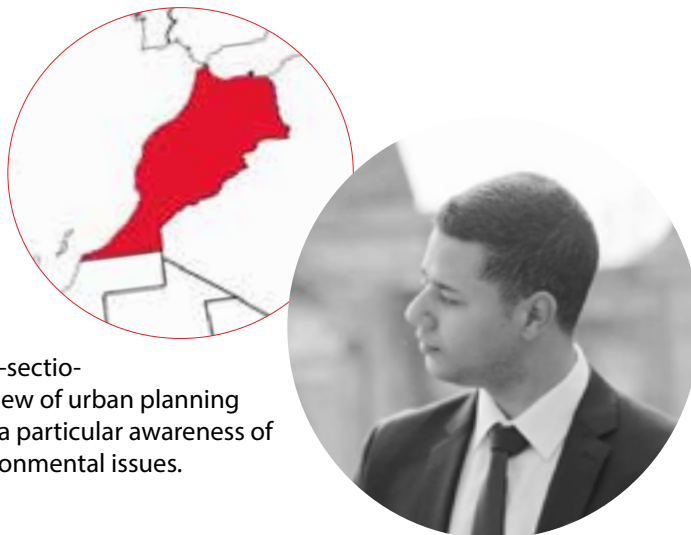 -sectio-
ew of urban planning
a particular awareness of
onmental issues.